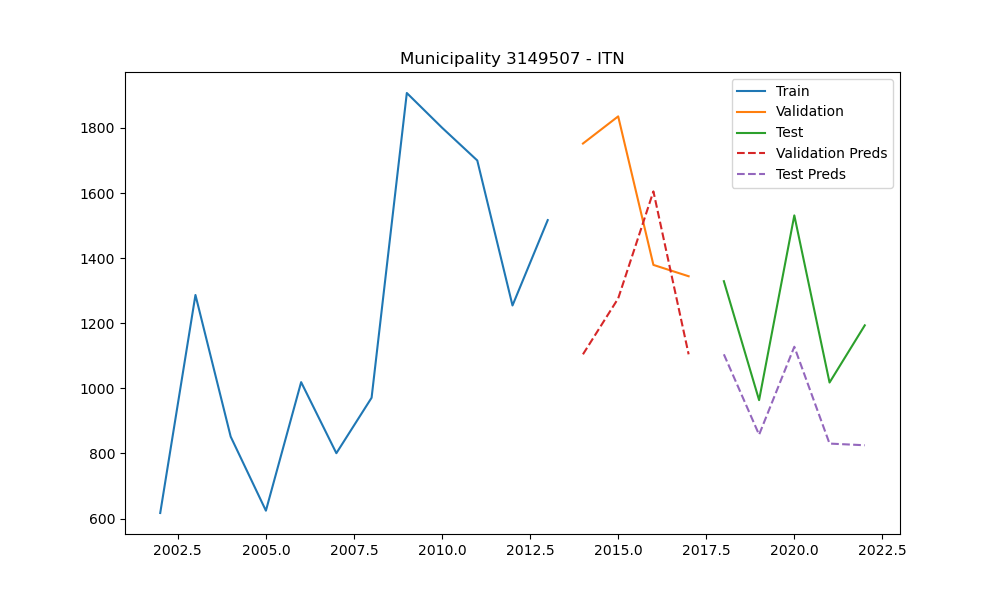 Municipality 3149507 - ITN
Train
Validation
Test
Validation Preds
Test Preds
1800
1600
1400
1200
1000
800
600
2002.5 2005.0 2007.5 2010.0 2012.5 2015.0 2017.5 2020.0 2022.5